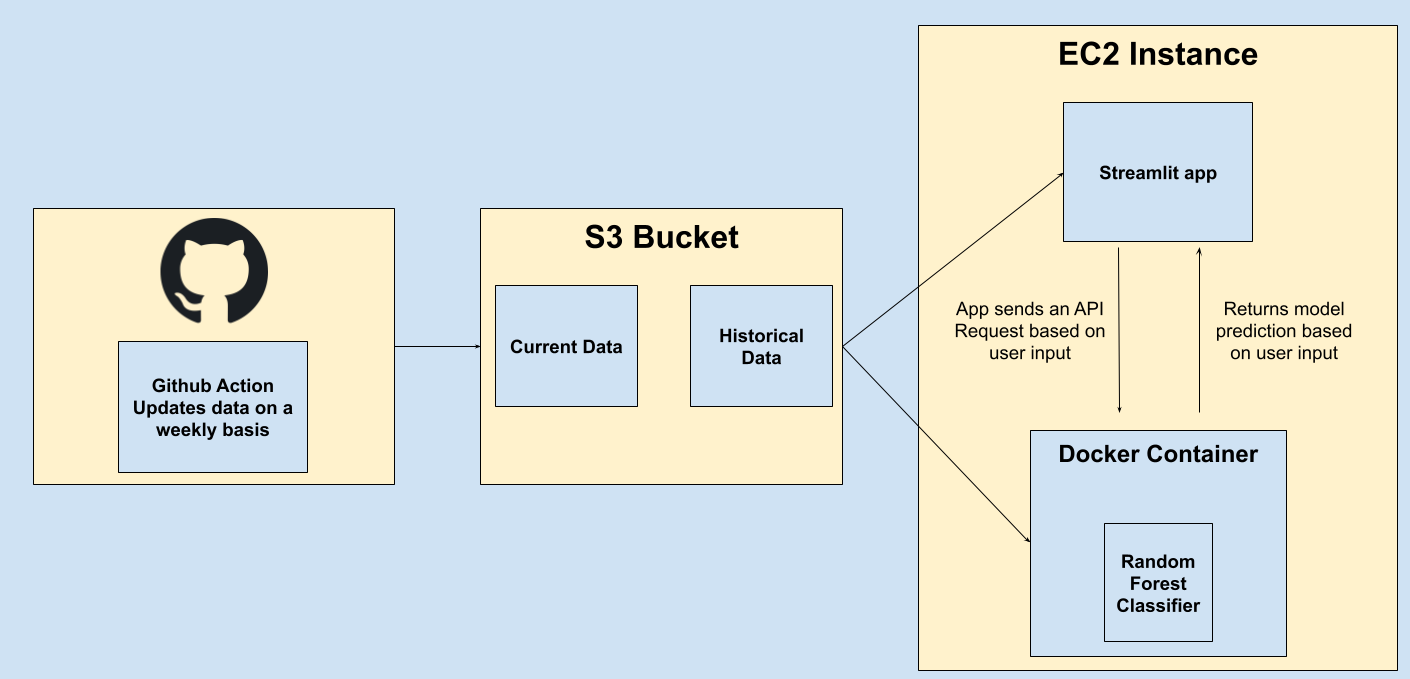 Github Action
Updates data on a
weekly basis
S3 Bucket
Current Data
Historical
Data
EC2 Instance
Streamlit app
App sends an API
Request based on
user input
Returns model
prediction based
on user input
Docker Container
Random
Forest
Classifier